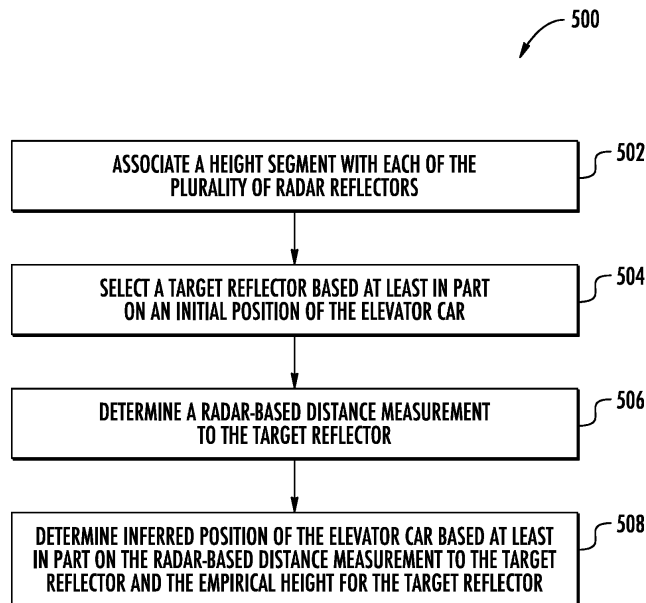 500
ASSOCIATE A HEIGHT SEGMENT WITH EACH OF THE
PLURALITY OF RADAR REFLECTORS
502
SELECT A TARGET REFLECTOR BASED AT LEAST IN PART
ON AN INITIAL POSITION OF THE ELEVATOR CAR
504
DETERMINE A RADAR-BASED DISTANCE MEASUREMENT
TO THE TARGET REFLECTOR
506
DETERMINE INFERRED POSITION OF THE ELEVATOR CAR BASED AT LEAST
IN PART ON THE RADAR-BASED DISTANCE MEASUREMENT TO THE TARGET
REFLECTOR AND THE EMPIRICAL HEIGHT FOR THE TARGET REFLECTOR
508